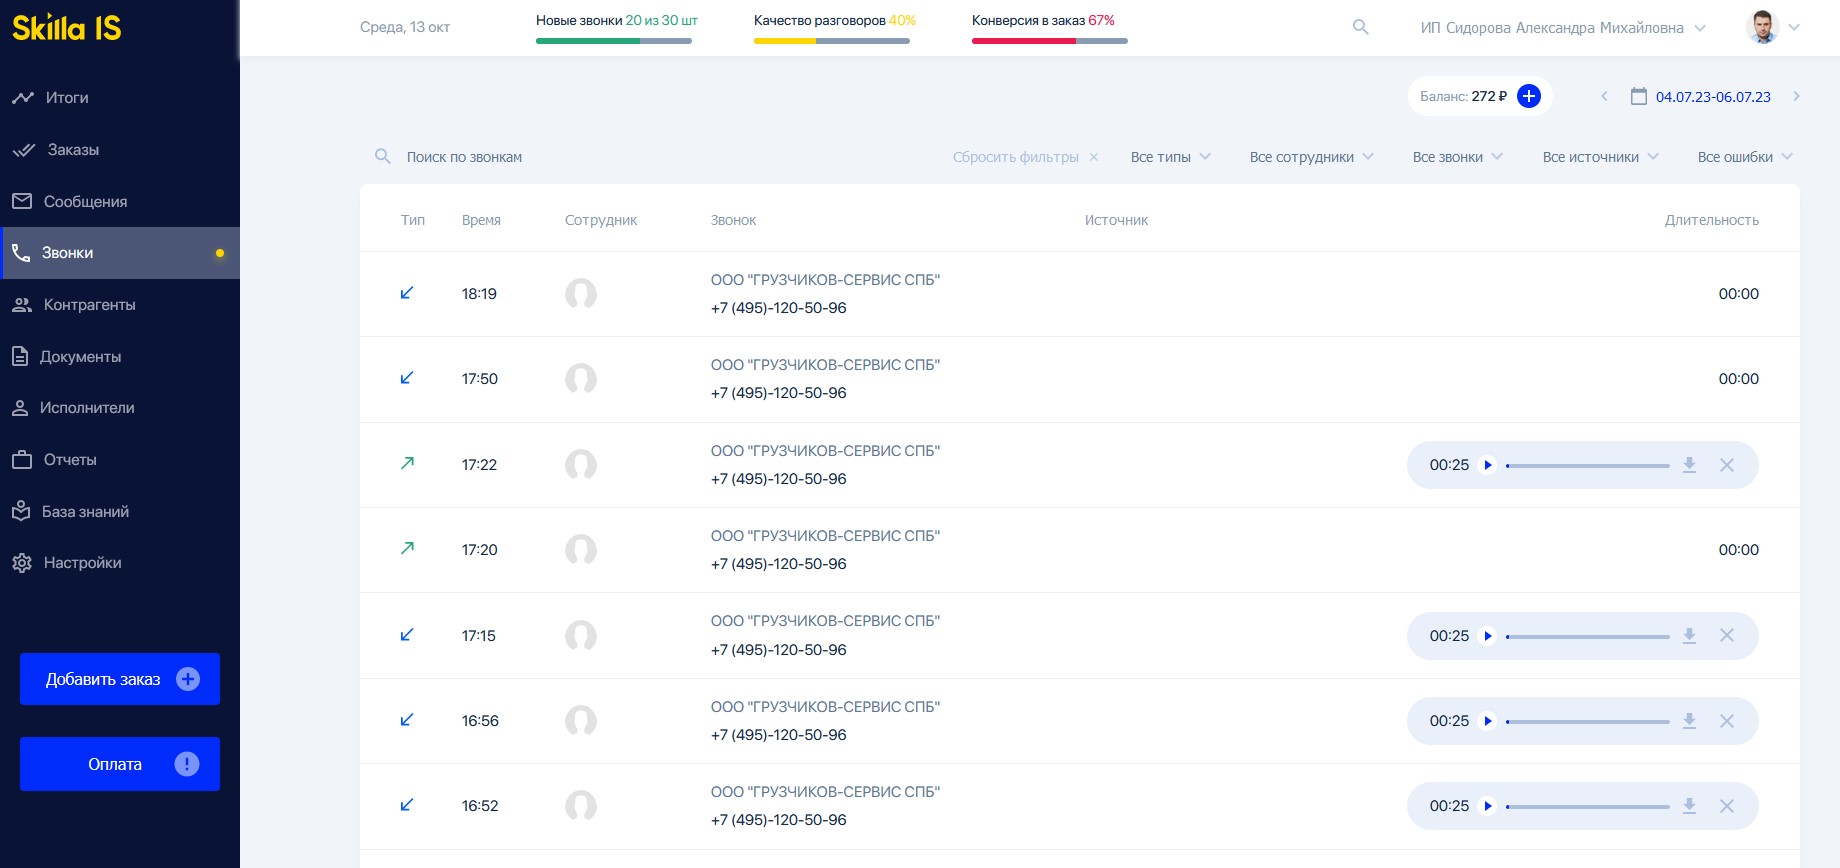 Skilla IS
Среда, 13 окт
Новые звонки 20 из 30 шт
Качество разговоров 40%
Конверсия в заказ 67%
ИП Сидорова Александра Михайловна
Итоги
Заказы
Сообщения
Звонки
Контрагенты
Документы
Исполнители
Отчеты
База знаний
Настройки
Добавить заказ
Оплата
Баланс: 272 ₽
04.07.23-06.07.23
Поиск по звонкам
Сбросить фильтры
Все типы
Все сотрудники
Все звонки
Все источники
Все ошибки
Тип Время Сотрудник Звонок Источник Длительность
ООО "ГРУЗЧИКОВ-СЕРВИС СПБ"
18:19 00:00
+7 (495)-120-50-96
ООО "ГРУЗЧИКОВ-СЕРВИС СПБ"
17:50 00:00
+7 (495)-120-50-96
ООО "ГРУЗЧИКОВ-СЕРВИС СПБ"
17:22 00:25
+7 (495)-120-50-96
ООО "ГРУЗЧИКОВ-СЕРВИС СПБ"
17:20 00:00
+7 (495)-120-50-96
ООО "ГРУЗЧИКОВ-СЕРВИС СПБ"
17:15 00:25
+7 (495)-120-50-96
ООО "ГРУЗЧИКОВ-СЕРВИС СПБ"
16:56 00:25
+7 (495)-120-50-96
ООО "ГРУЗЧИКОВ-СЕРВИС СПБ"
16:52 00:25
+7 (495)-120-50-96